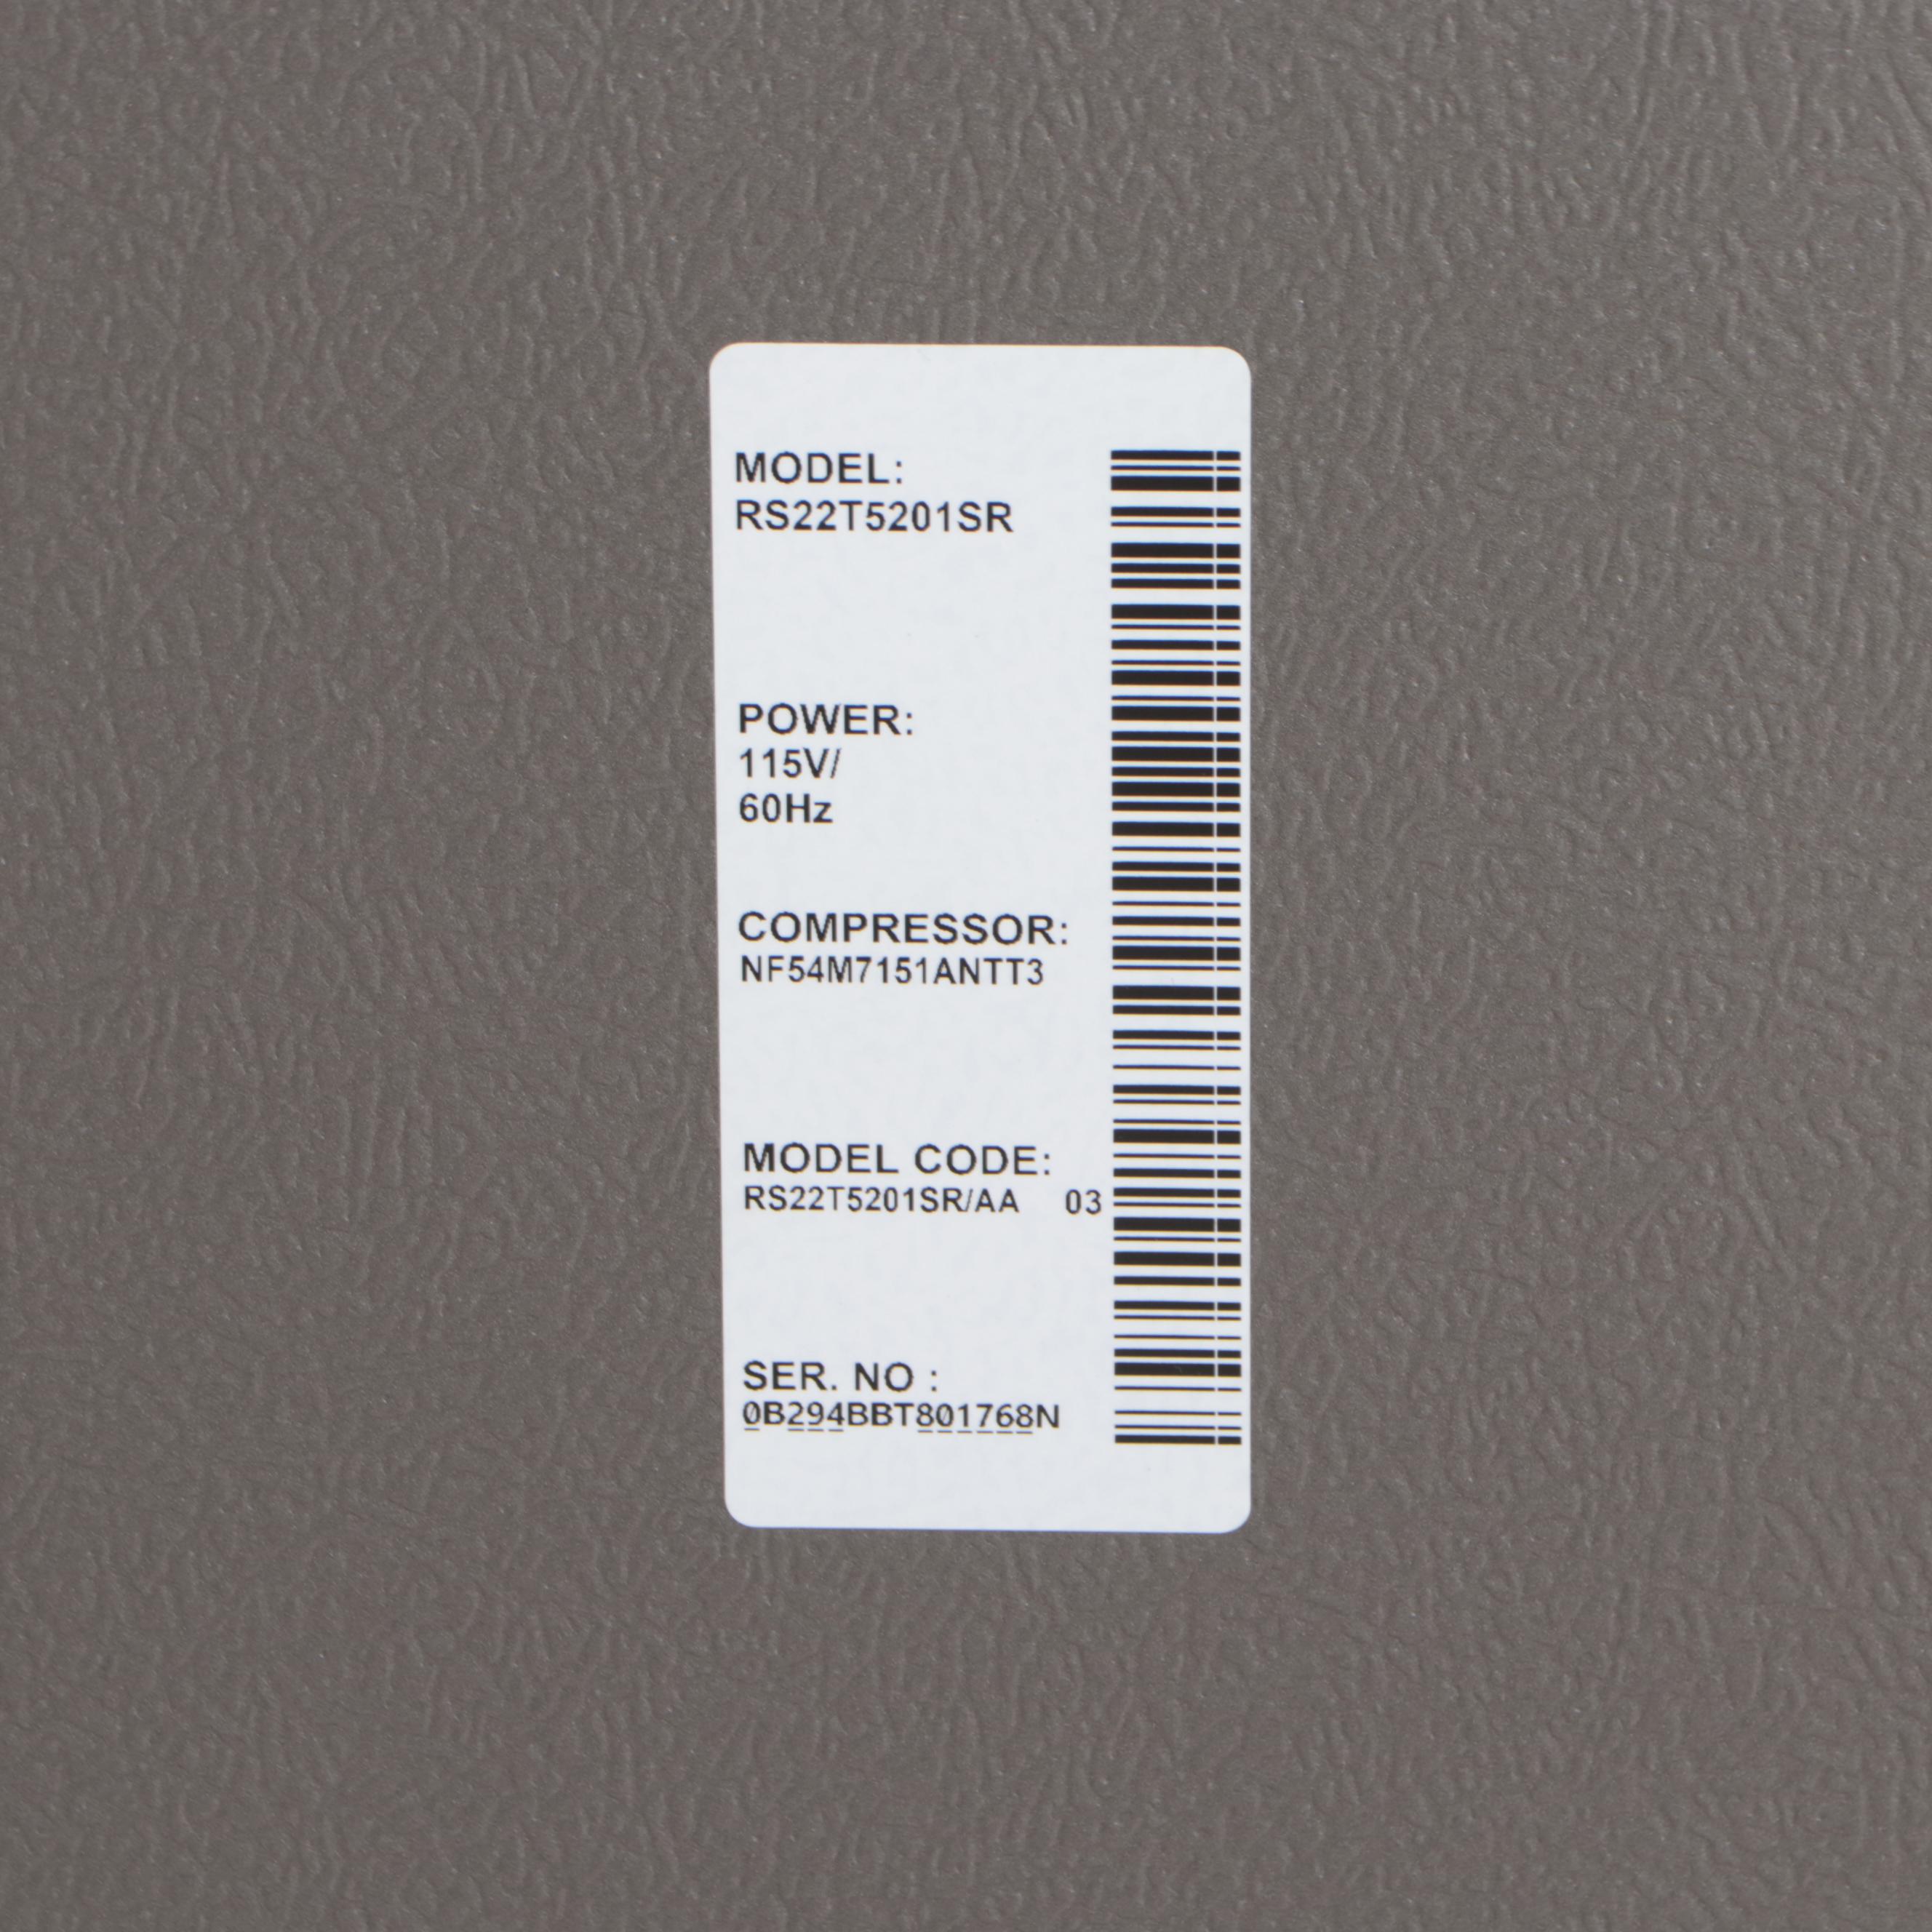 MODEL:
RS22T5201SR
POWER:
115V/
60Hz
COMPRESSOR:
NF54M7151ANTT3
MODEL CODE:
RS22T5201SR/AA 03
SER. NO :
0B294BBT801768N